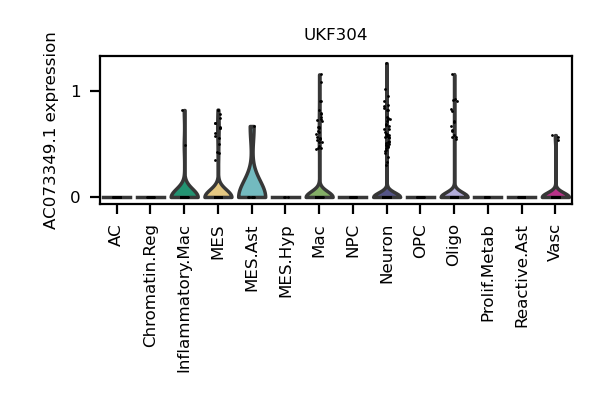 UKF304
AC073349.1 expression
1
0
AC
Chromatin.Reg
Inflammatory.Mac
MES
MES.Ast
MES.Hyp
Mac
NPC
Neuron
OPC
Oligo
Prolif.Metab
Reactive.Ast
Vasc